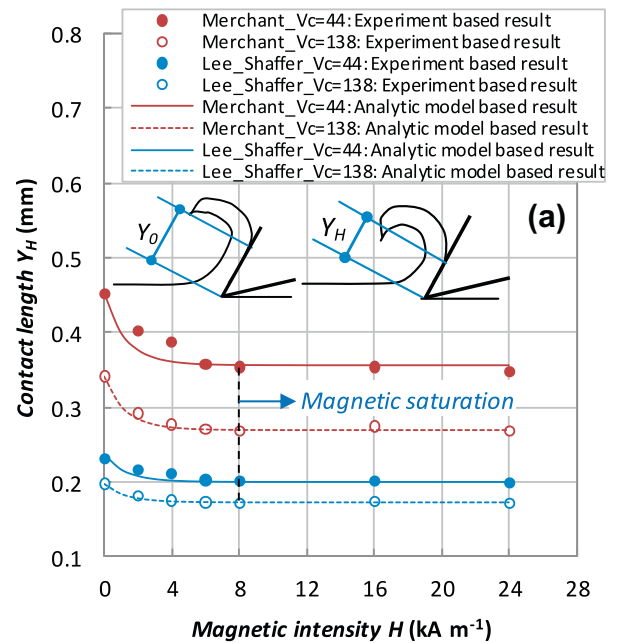 Merchant_Vc=44: Experiment based result
Merchant_Vc=138: Experiment based result
Lee_Shaffer_Vc=44: Experiment based result
Lee_Shaffer_Vc=138: Experiment based result
Merchant_Vc=44: Analytic model based result
Merchant_Vc=138: Analytic model based result
Lee_Shaffer_Vc=44: Analytic model based result
Lee_Shaffer_Vc=138: Analytic model based result
(a)
Y0
YH
Magnetic saturation
Contact length YH (mm)
0.8
0.7
0.6
0.5
0.4
0.3
0.2
0.1
0 4 8 12 16 20 24 28
Magnetic intensity H (kA m-1)